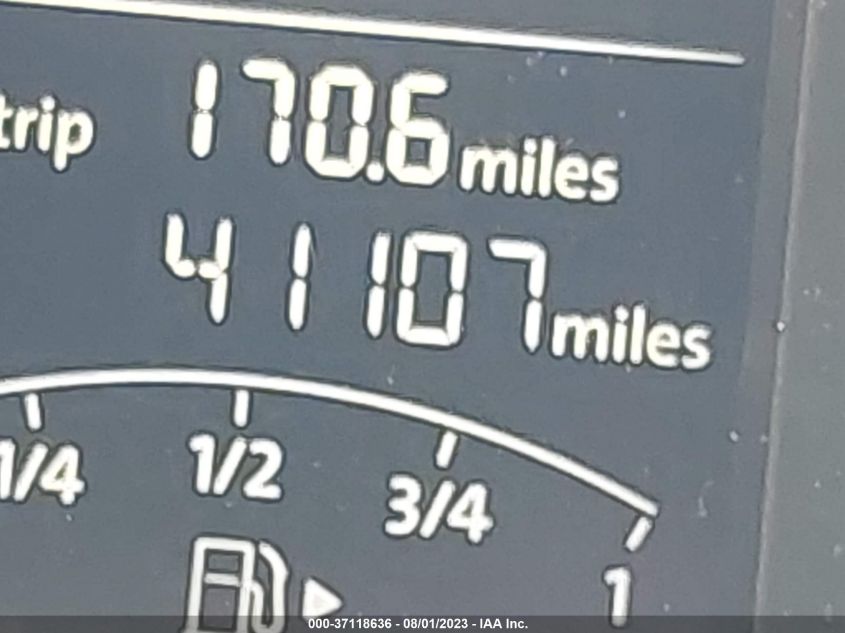 trip 170.6 miles
41107 miles
1/4 1/2 3/4 1
000-37118636 - 08/01/2023 - IAA Inc.